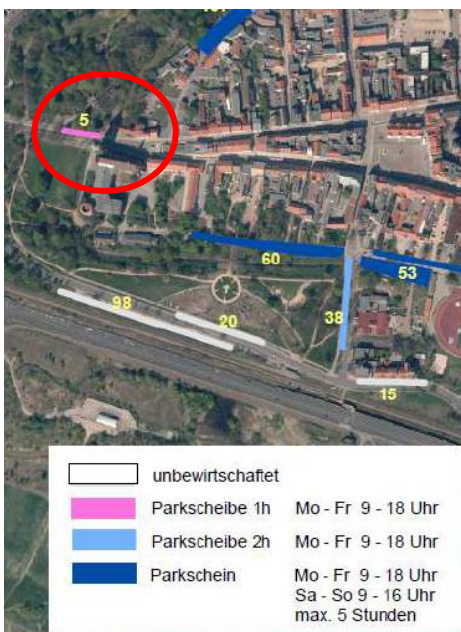 5
60
53
38
98
20
15
unbewirtschaftet
Parkscheibe 1h Mo - Fr 9 - 18 Uhr
Parkscheibe 2h Mo - Fr 9 - 18 Uhr
Parkschein Mo - Fr 9 - 18 Uhr
Sa - So 9 - 16 Uhr
max. 5 Stunden